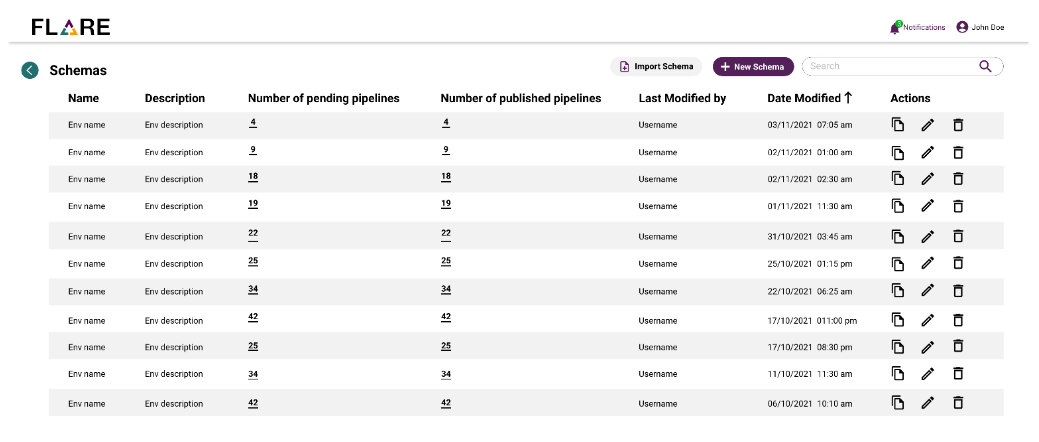 FLARE
5
Notifications John Doe
Schemas Import Schema New Schema Search
Name Description Number of pending pipelines Number of published pipelines Last Modified by Date Modified Actions
Env name Env description 4 4 Username 03/11/2021 07:05 am
Env name Env description 9 9 Username 02/11/2021 01:00 am
Env name Env description 18 18 Username 02/11/2021 02:30 am
Env name Env description 19 19 Username 01/11/2021 11:30 am
Env name Env description 22 22 Username 31/10/2021 03:45 am
Env name Env description 25 25 Username 25/10/2021 01:15 pm
Env name Env description 34 34 Username 22/10/2021 06:25 am
Env name Env description 42 42 Username 17/10/2021 011:00 pm
Env name Env description 25 25 Username 17/10/2021 08:30 pm
Env name Env description 34 34 Username 11/10/2021 11:30 am
Env name Env description 42 42 Username 06/10/2021 10:10 am